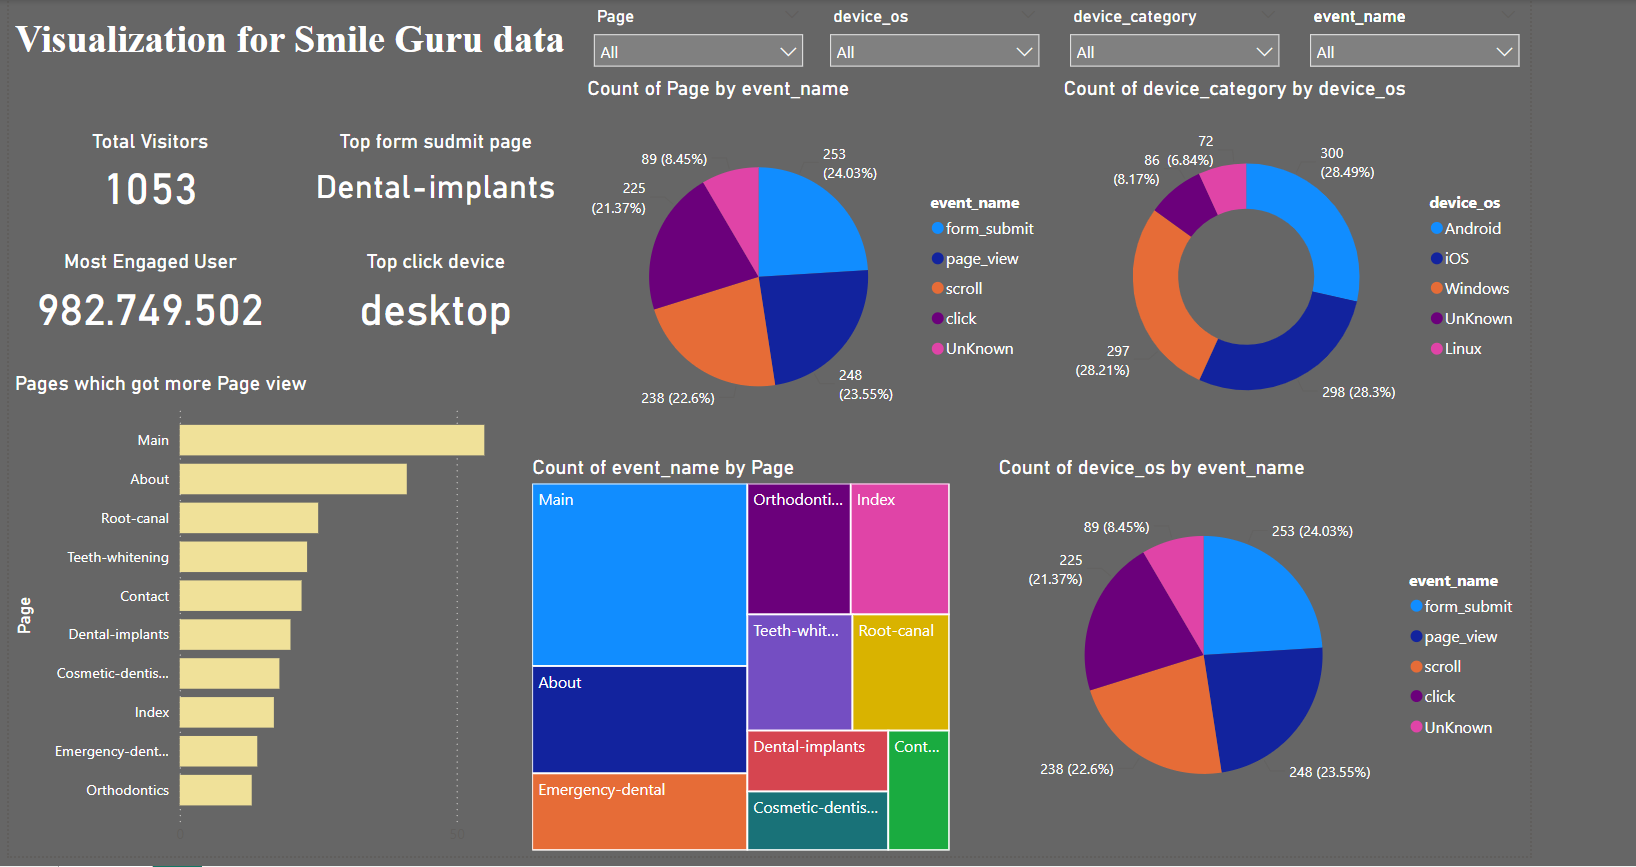 Visualization for Smile Guru data
Page
device_os
device_category
event_name
All
All
All
All
Total Visitors
1053
Top form sudmit page
Dental-implants
Most Engaged User
982.749.502
Top click device
desktop
Count of Page by event_name
89 (8.45%)
253
(24.03%)
225
(21.37%)
238 (22.6%)
248
(23.55%)
event_name
form_submit
page_view
scroll
click
UnKnown
Count of device_category by device_os
72
(6.84%)
86
(8.17%)
300
(28.49%)
297
(28.21%)
298 (28.3%)
device_os
Android
iOS
Windows
UnKnown
Linux
Pages which got more Page view
Page
Main
About
Root-canal
Teeth-whitening
Contact
Dental-implants
Cosmetic-dentis...
Index
Emergency-dent...
Orthodontics
0
50
Count of event_name by Page
Main
Orthodonti...
Index
Teeth-whit...
Root-canal
About
Dental-implants
Cont...
Emergency-dental
Cosmetic-dentis...
Count of device_os by event_name
89 (8.45%)
253 (24.03%)
225
(21.37%)
238 (22.6%)
248 (23.55%)
event_name
form_submit
page_view
scroll
click
UnKnown